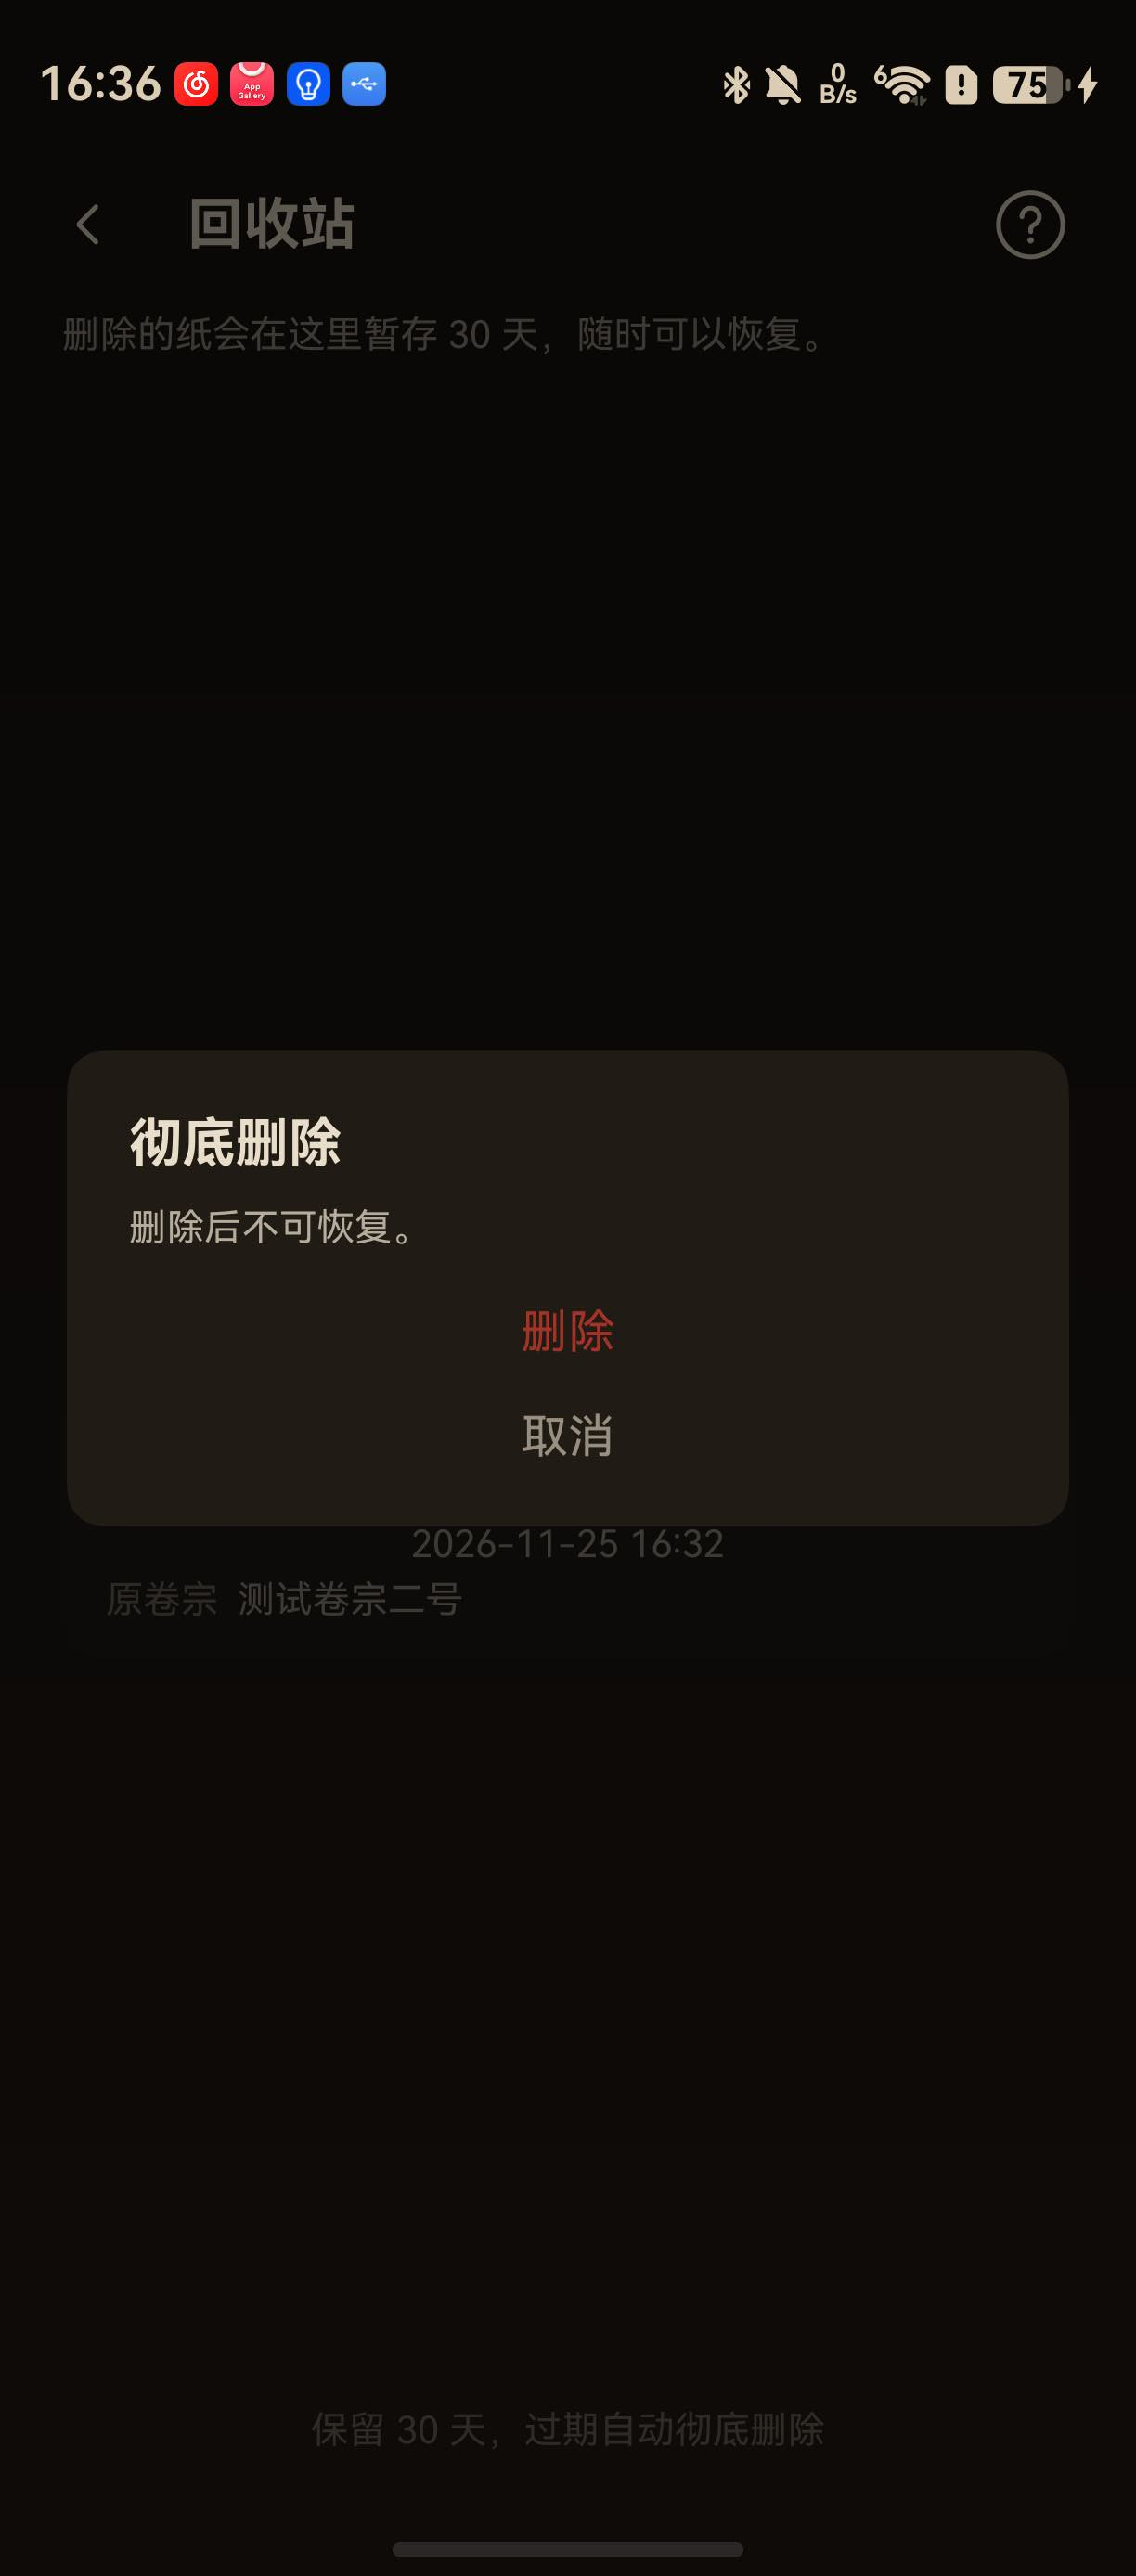 16:36
App
Gallery
0
B/s
6
75
回收站
删除的纸会在这里暂存 30 天，随时可以恢复。
彻底删除
删除后不可恢复。
删除
取消
2026-11-25 16:32
原卷宗 测试卷宗二号
保留 30 天，过期自动彻底删除